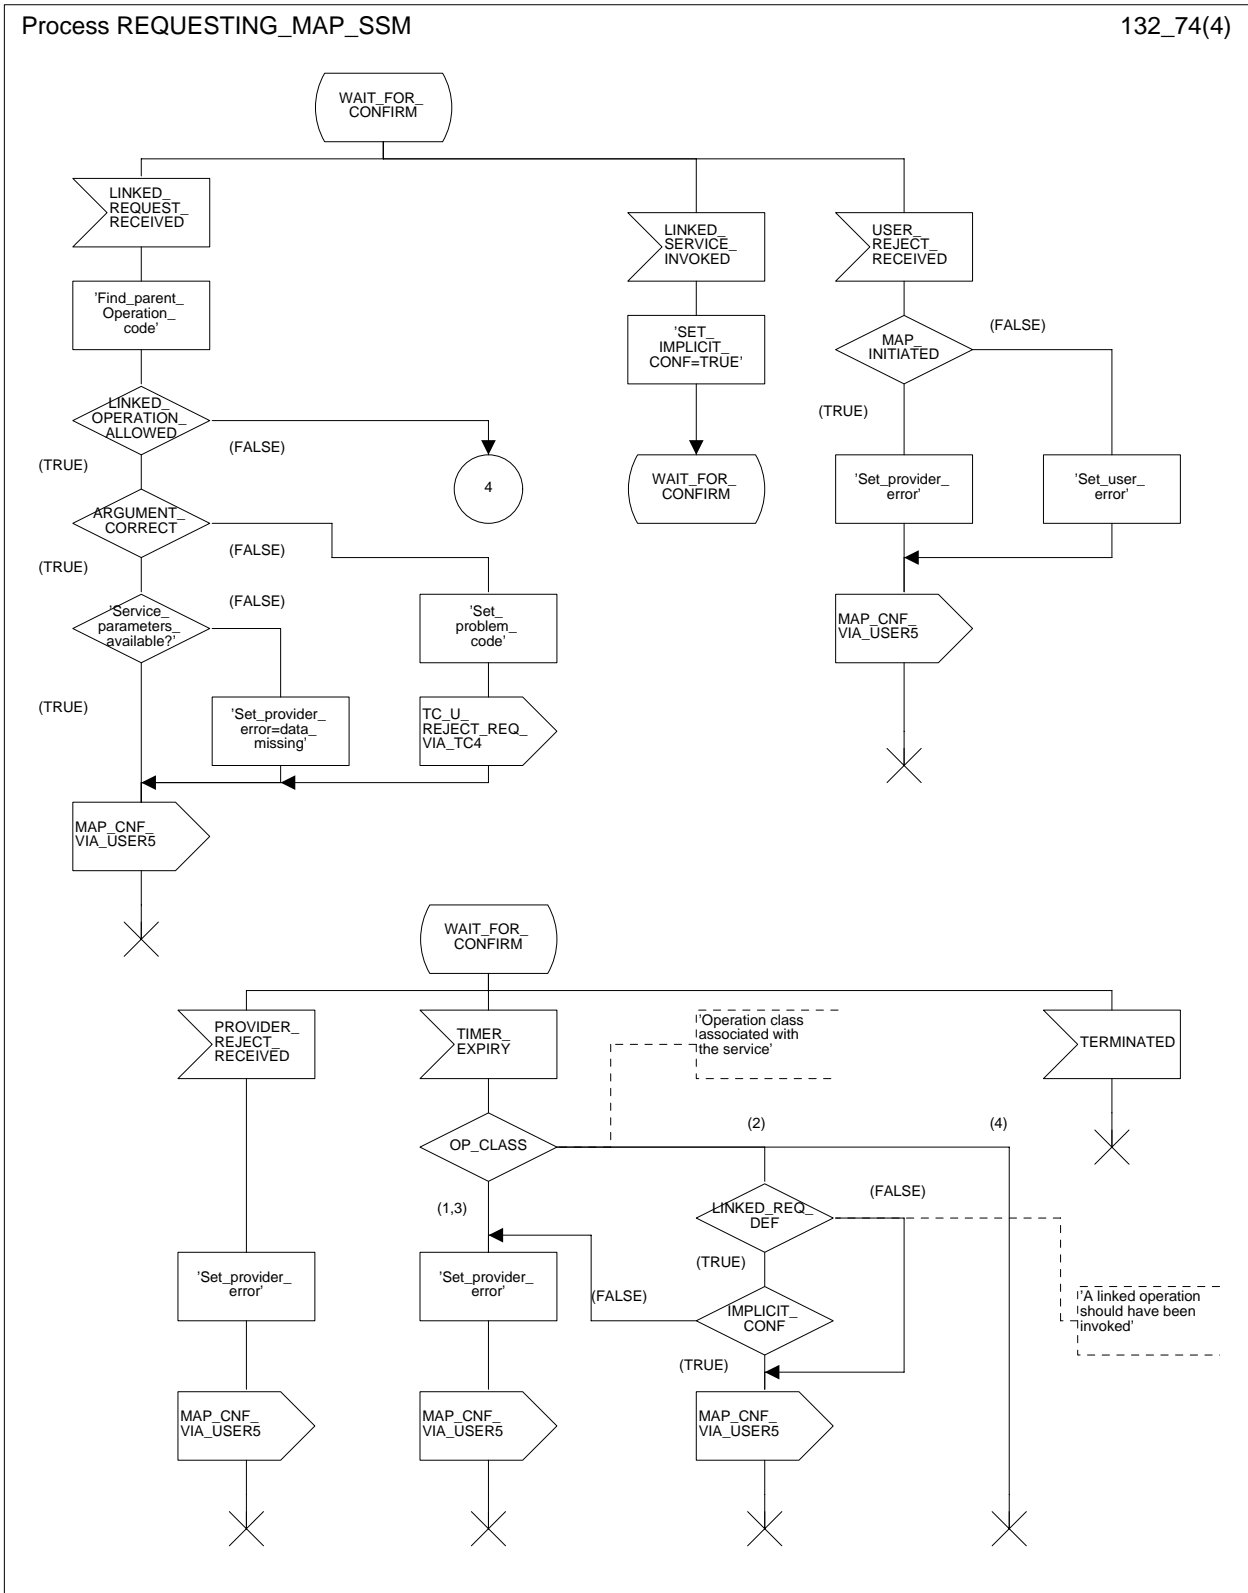 Process REQUESTING_MAP_SSM
132_74(4)
WAIT_FOR_
CONFIRM
LINKED_
REQUEST_
RECEIVED
LINKED_
SERVICE_
INVOKED
USER_
REJECT_
RECEIVED
'Find_parent_
Operation_
code'
'SET_
IMPLICIT_
CONF=TRUE'
MAP_
INITIATED
(FALSE)
LINKED_
OPERATION_
ALLOWED
(TRUE)
(FALSE)
(TRUE)
4
WAIT_FOR_
CONFIRM
'Set_provider_
error'
'Set_user_
error'
ARGUMENT_
CORRECT
(FALSE)
(TRUE)
'Service_
parameters_
available?'
(FALSE)
'Set_
problem_
code'
MAP_CNF_
VIA_USER5
(TRUE)
'Set_provider_
error=data_
missing'
TC_U_
REJECT_REQ_
VIA_TC4
MAP_CNF_
VIA_USER5
WAIT_FOR_
CONFIRM
PROVIDER_
REJECT_
RECEIVED
TIMER_
EXPIRY
'Operation class
associated with
the service'
TERMINATED
OP_CLASS
(2)
(4)
(1,3)
LINKED_REQ_
DEF
(FALSE)
(TRUE)
'Set_provider_
error'
'Set_provider_
error'
(FALSE)
IMPLICIT_
CONF
'A linked operation
should have been
invoked'
(TRUE)
MAP_CNF_
VIA_USER5
MAP_CNF_
VIA_USER5
MAP_CNF_
VIA_USER5